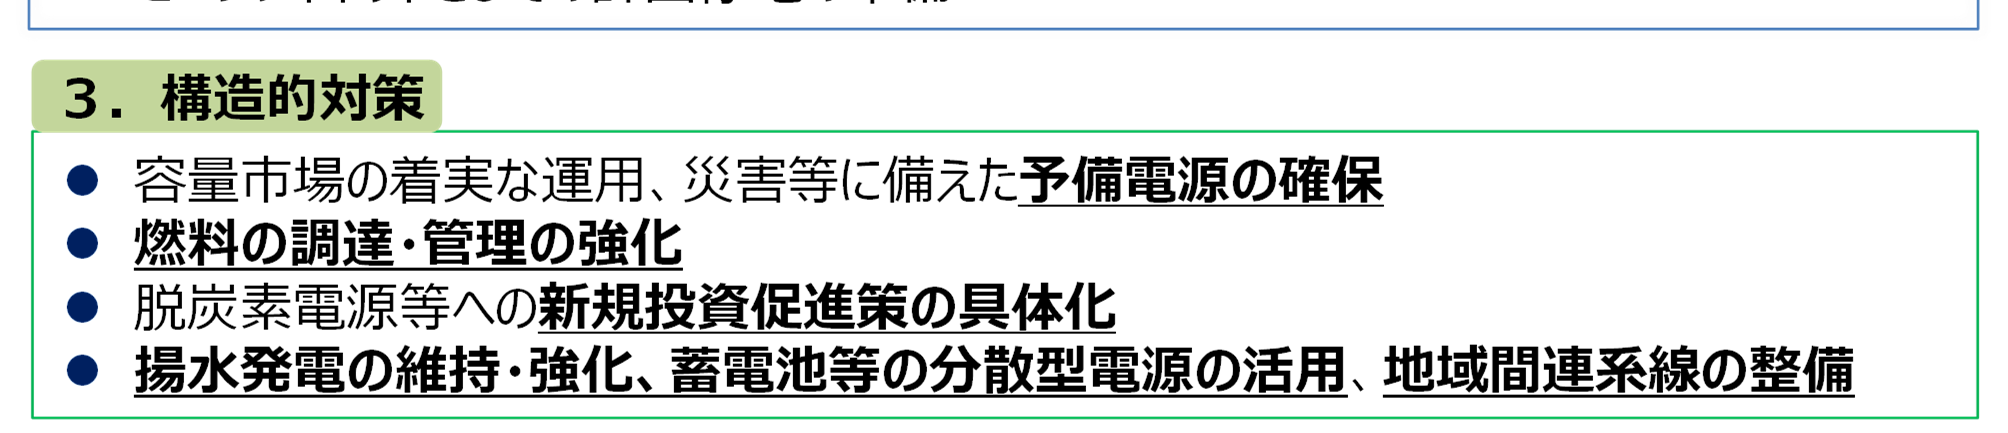 ３．構造的対策
● 容量市場の着実な運用、災害等に備えた予備電源の確保
● 燃料の調達・管理の強化
● 脱炭素電源等への新規投資促進策の具体化
● 揚水発電の維持・強化、蓄電池等の分散型電源の活用、地域間連系線の整備